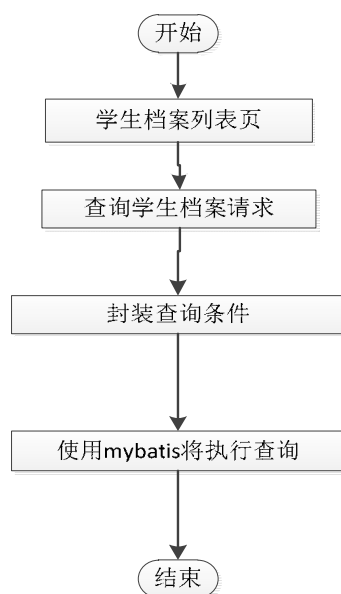 开始
学生档案列表页
查询学生档案请求
封装查询条件
使用mybatis将执行查询
结束